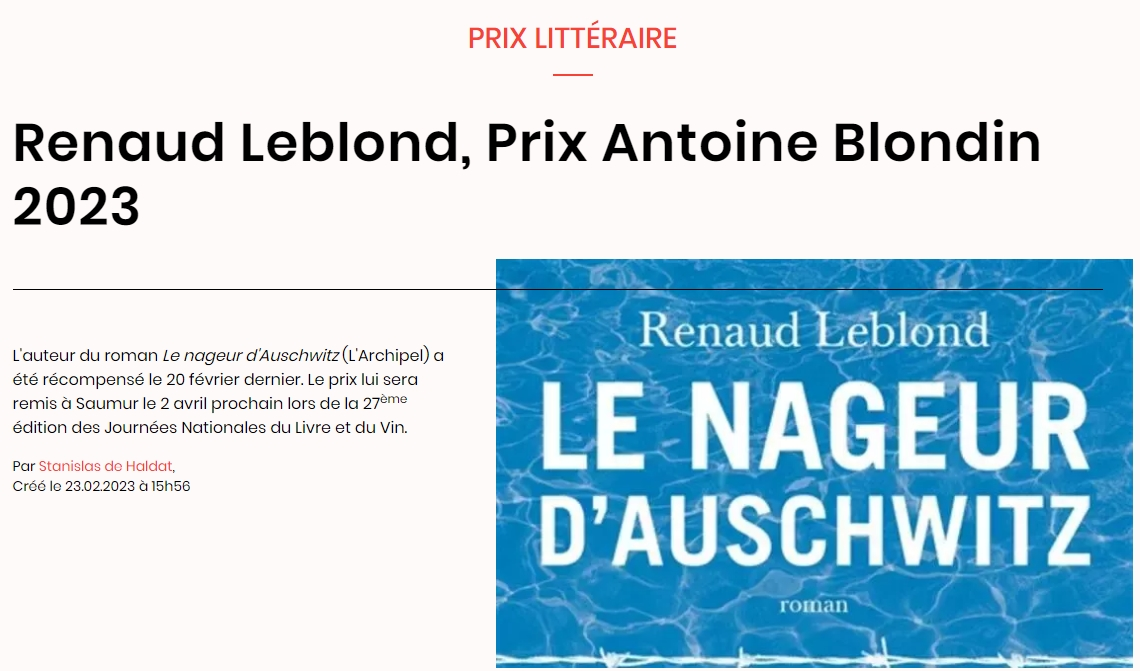 PRIX LITTÉRAIRE
Renaud Leblond, Prix Antoine Blondin
2023
L'auteur du roman Le nageur d'Auschwitz (L'Archipel) a
été récompensé le 20 février dernier. Le prix lui sera
remis à Saumur le 2 avril prochain lors de la 27ème
édition des Journées Nationales du Livre et du Vin.
Par Stanislas de Haldat,
Créé le 23.02.2023 à 15h56
Renaud Leblond
LE NAGEUR
D'AUSCHWITZ
roman